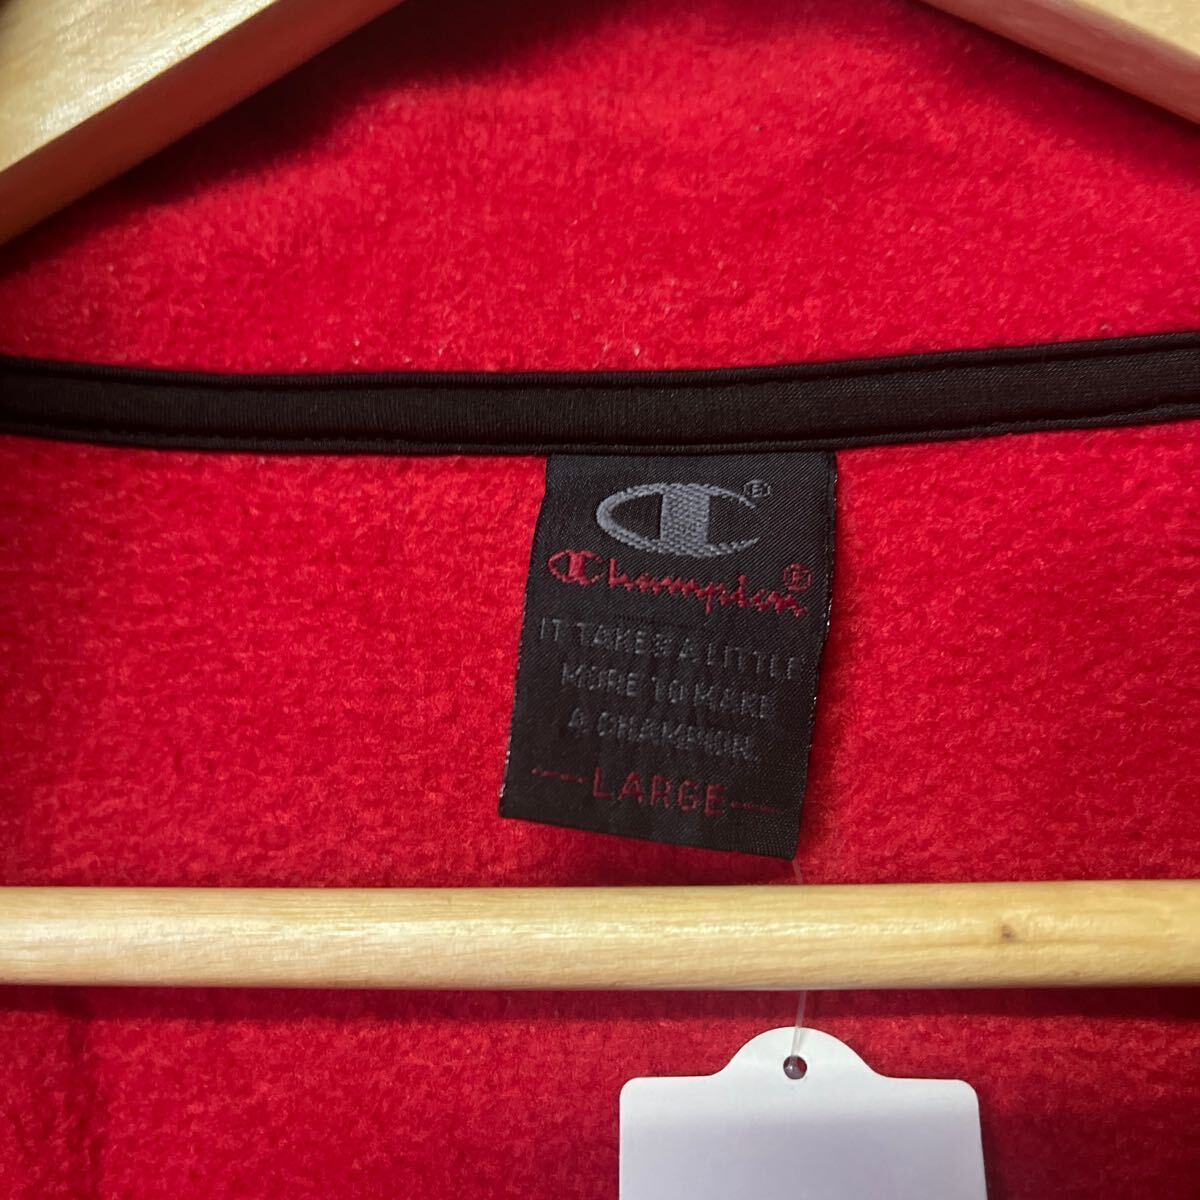 C®
Champion®
IT TAKES A LITTLE
MORE TO MAKE
A CHAMPION.
LARGE